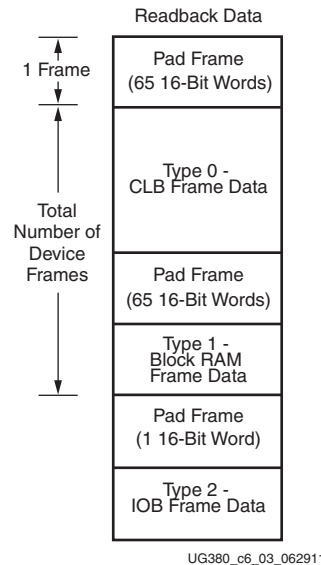 Readback Data
1 Frame
Pad Frame
(65 16-Bit Words)
Type 0 -
CLB Frame Data
Total
Number of
Device
Frames
Pad Frame
(65 16-Bit Words)
Type 1 -
Block RAM
Frame Data
Pad Frame
(1 16-Bit Word)
Type 2 -
IOB Frame Data
UG380_c6_03_062911